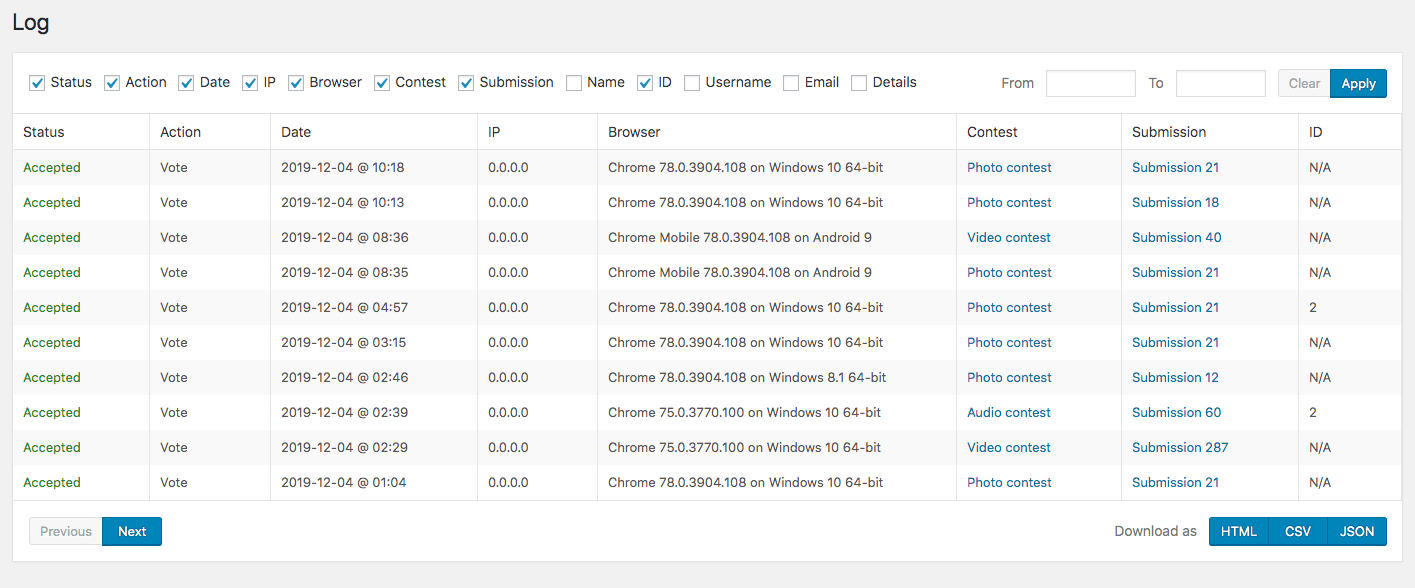 Log
Status Action Date IP Browser Contest Submission Name ID Username Email Details From To Clear Apply
Status Action Date IP Browser Contest Submission ID
Accepted Vote 2019-12-04 @ 10:18 0.0.0.0 Chrome 78.0.3904.108 on Windows 10 64-bit Photo contest Submission 21 N/A
Accepted Vote 2019-12-04 @ 10:13 0.0.0.0 Chrome 78.0.3904.108 on Windows 10 64-bit Photo contest Submission 18 N/A
Accepted Vote 2019-12-04 @ 08:36 0.0.0.0 Chrome Mobile 78.0.3904.108 on Android 9 Video contest Submission 40 N/A
Accepted Vote 2019-12-04 @ 08:35 0.0.0.0 Chrome Mobile 78.0.3904.108 on Android 9 Photo contest Submission 21 N/A
Accepted Vote 2019-12-04 @ 04:57 0.0.0.0 Chrome 78.0.3904.108 on Windows 10 64-bit Photo contest Submission 21 2
Accepted Vote 2019-12-04 @ 03:15 0.0.0.0 Chrome 78.0.3904.108 on Windows 10 64-bit Photo contest Submission 21 N/A
Accepted Vote 2019-12-04 @ 02:46 0.0.0.0 Chrome 78.0.3904.108 on Windows 8.1 64-bit Photo contest Submission 12 N/A
Accepted Vote 2019-12-04 @ 02:39 0.0.0.0 Chrome 75.0.3770.100 on Windows 10 64-bit Audio contest Submission 60 2
Accepted Vote 2019-12-04 @ 02:29 0.0.0.0 Chrome 75.0.3770.100 on Windows 10 64-bit Video contest Submission 287 N/A
Accepted Vote 2019-12-04 @ 01:04 0.0.0.0 Chrome 78.0.3904.108 on Windows 10 64-bit Photo contest Submission 21 N/A
Previous Next Download as HTML CSV JSON